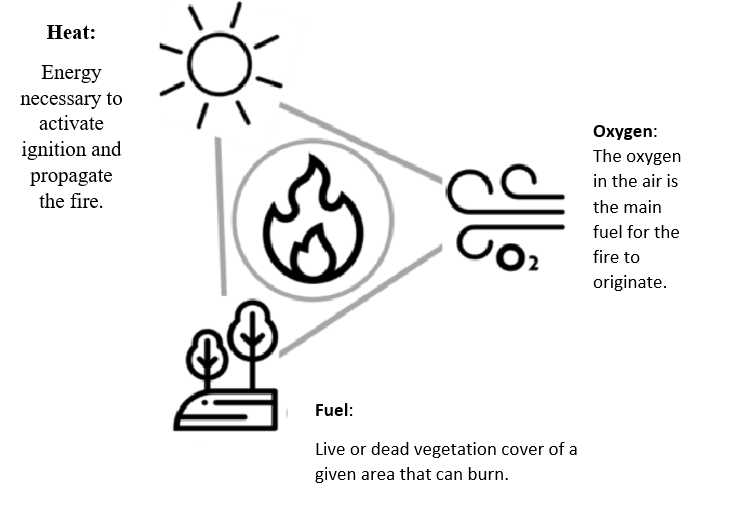 Heat:
Energy
necessary to
activate
ignition and
propagate
the fire.
Oxygen:
The oxygen
in the air is
the main
fuel for the
fire to
originate.
O2
Fuel:
Live or dead vegetation cover of a
given area that can burn.